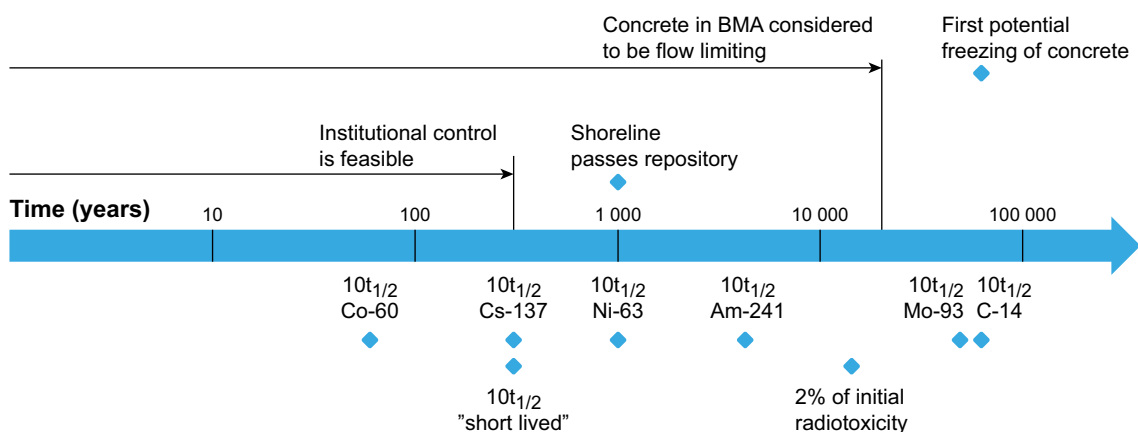 Concrete in BMA considered
to be flow limiting
First potential
freezing of concrete
Institutional control
is feasible
Shoreline
passes repository
Time (years)
10
100
1 000
10 000
100 000
10t1/2
Co-60
10t1/2
Cs-137
10t1/2
Ni-63
10t1/2
Am-241
10t1/2
Mo-93
10t1/2
C-14
10t1/2
”short lived”
2% of initial
radiotoxicity